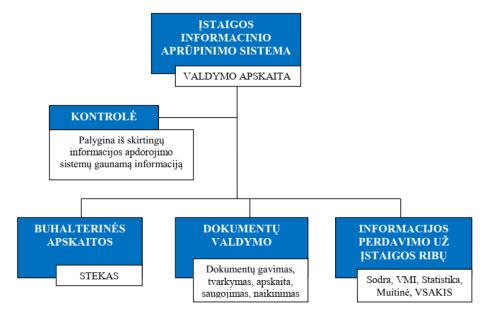 ĮSTAIGOS
INFORMACINIO
APRŪPINIMO SISTEMA
VALDYMO APSKAITA
KONTROLĖ
Palygina iš skirtingų
informacijos apdorojimo
sistemų gaunamą informaciją
BUHALTERINĖS
APSKAITOS
STEKAS
DOKUMENTŲ
VALDYMO
Dokumentų gavimas,
tvarkymas, apskaita,
saugojimas, naikinimas
INFORMACIJOS
PERDAVIMO UŽ
ĮSTAIGOS RIBŲ
Sodra, VMI, Statistika,
Muitinė, VSAKIS